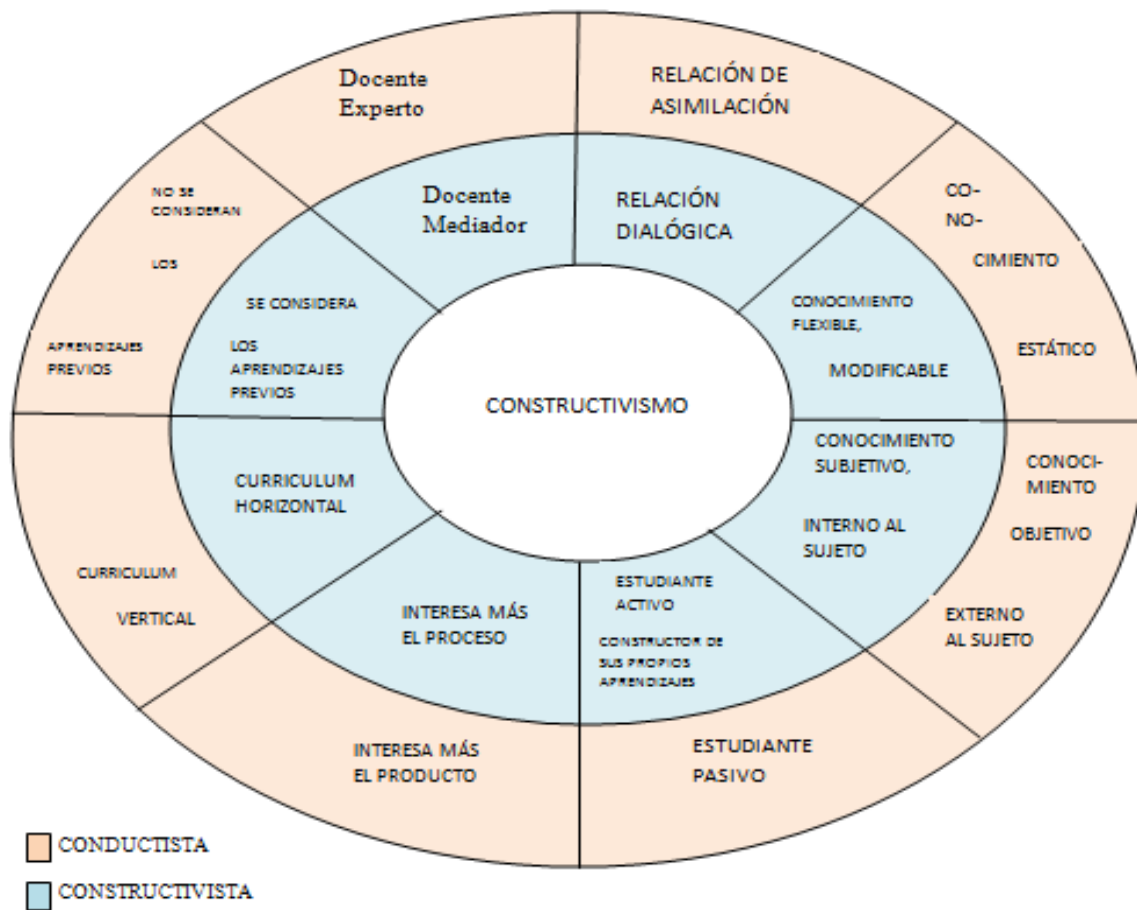 Docente
Experto
RELACIÓN DE
ASIMILACIÓN
CO-
NO-
CIMIENTO
ESTÁTICO
CONOCI-
MIENTO
OBJETIVO
EXTERNO
AL SUJETO
ESTUDIANTE
PASIVO
INTERESA MÁS
EL PRODUCTO
CURRICULUM
VERTICAL
NO SE
CONSIDERAN
LOS
APRENDIZAJES
PREVIOS
Docente
Mediador
RELACIÓN
DIALÓGICA
CONOCIMIENTO
FLEXIBLE,
MODIFICABLE
CONOCIMIENTO
SUBJETIVO,
INTERNO AL
SUJETO
ESTUDIANTE
ACTIVO
CONSTRUCTOR DE
SUS PROPIOS
APRENDIZAJES
INTERESA MÁS
EL PROCESO
CURRICULUM
HORIZONTAL
SE CONSIDERA
LOS
APRENDIZAJES
PREVIOS
CONSTRUCTIVISMO
CONDUCTISTA
CONSTRUCTIVISTA